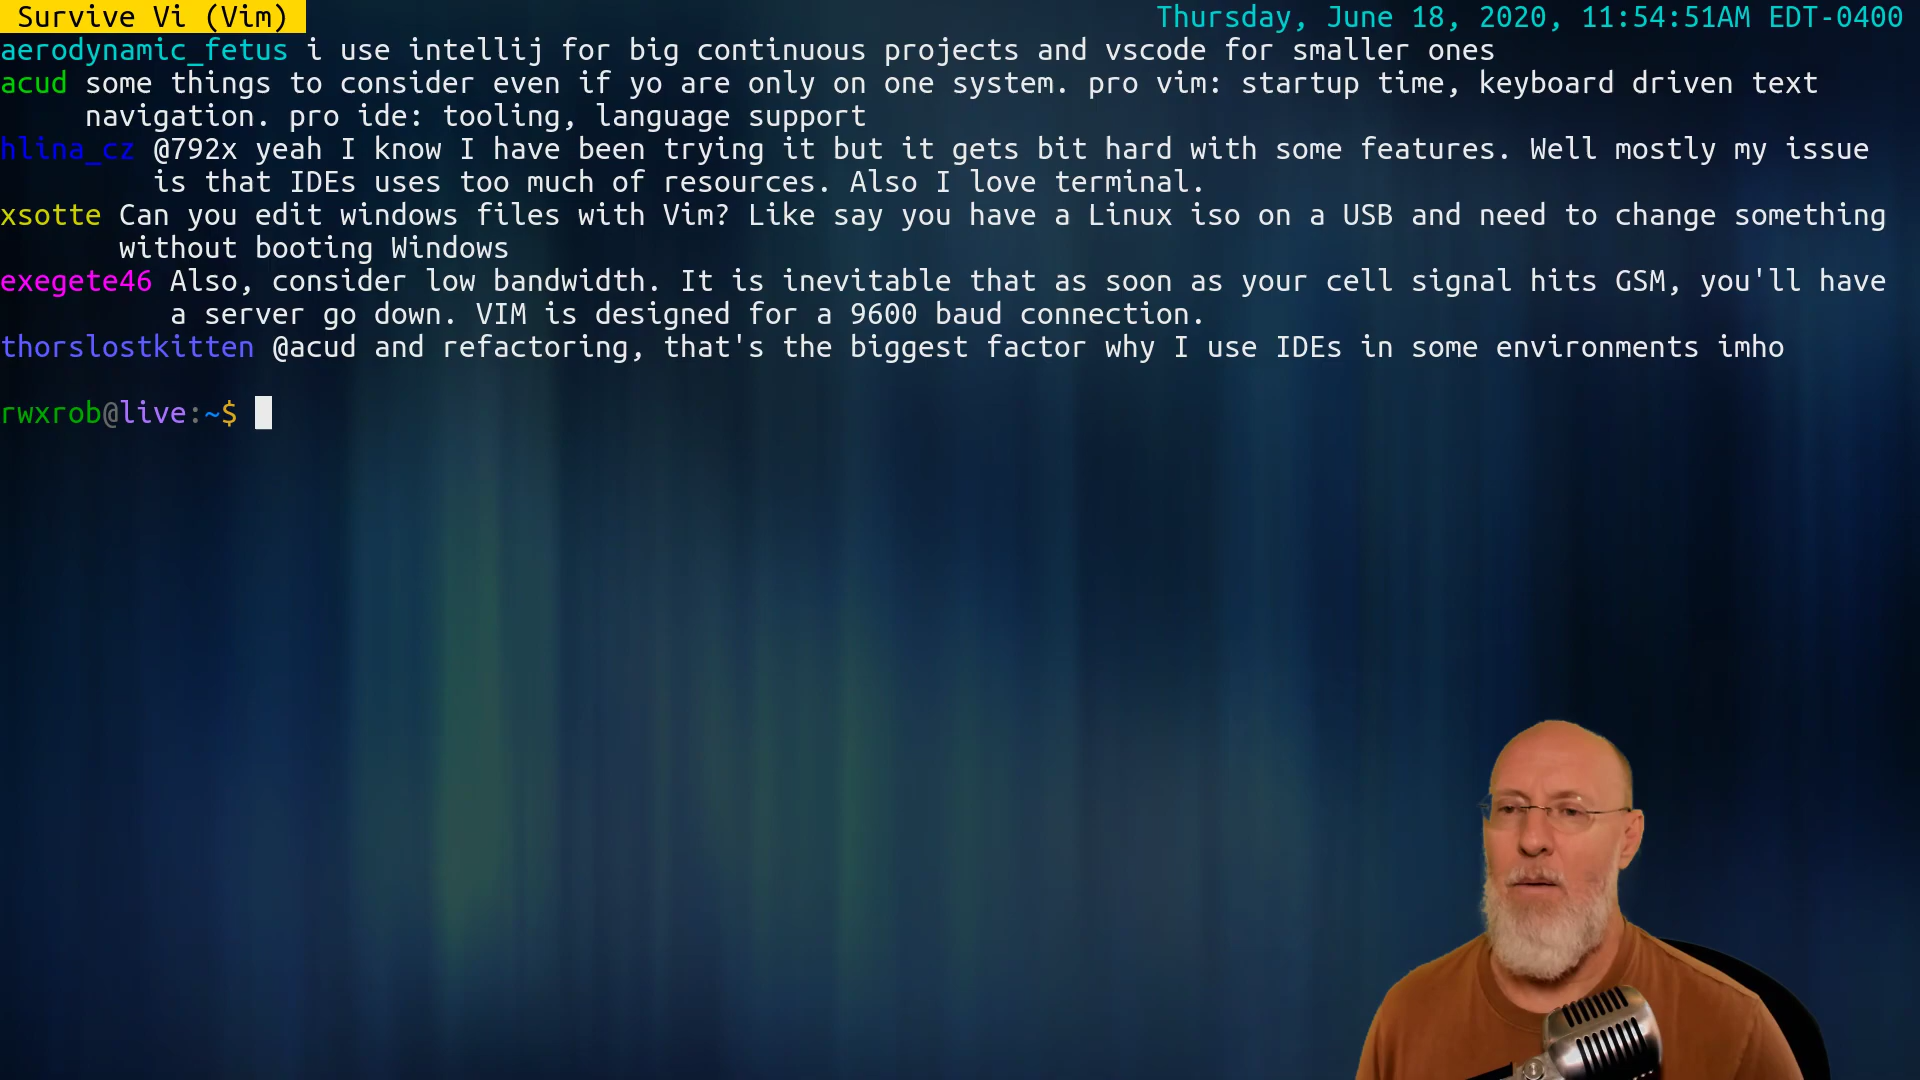 Survive Vi (Vim) Thursday, June 18, 2020, 11:54:51AM EDT-0400
aerodynamic_fetus i use intellij for big continuous projects and vscode for smaller ones
acud some things to consider even if yo are only on one system. pro vim: startup time, keyboard driven text
navigation. pro ide: tooling, language support
hlina_cz @792x yeah I know I have been trying it but it gets bit hard with some features. Well mostly my issue
is that IDEs uses too much of resources. Also I love terminal.
xsotte Can you edit windows files with Vim? Like say you have a Linux iso on a USB and need to change something
without booting Windows
exegete46 Also, consider low bandwidth. It is inevitable that as soon as your cell signal hits GSM, you'll have
a server go down. VIM is designed for a 9600 baud connection.
thorslostkitten @acud and refactoring, that's the biggest factor why I use IDEs in some environments imho
rwxrob@live:~$